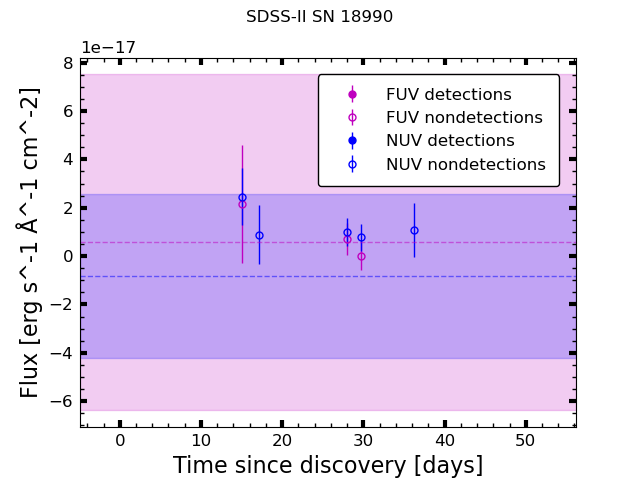 SDSS-II SN 18990
1e−17
8
6
4
2
0
−2
−4
−6
Flux [erg s^-1 Å^-1 cm^-2]
FUV detections
FUV nondetections
NUV detections
NUV nondetections
0 10 20 30 40 50
Time since discovery [days]